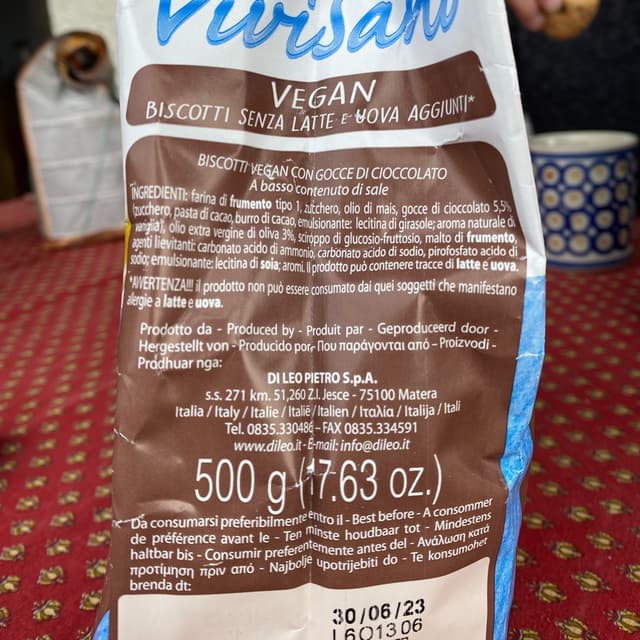 Vivisano
VEGAN
BISCOTTI SENZA LATTE E UOVA AGGIUNTI*
BISCOTTI VEGAN CON GOCCE DI CIOCCOLATO
A basso contenuto di sale
INGREDIENTI: farina di frumento tipo 1, zucchero, olio di mais, gocce di cioccolato 5,5%
(zucchero, pasta di cacao, burro di cacao, emulsionante: lecitina di girasole; aroma naturale di
vaniglia), olio extra vergine di oliva 3%, sciroppo di glucosio-fruttosio, malto di frumento,
agenti lievitanti: carbonato acido di ammonio, carbonato acido di sodio, pirofosfato acido di
sodio; emulsionante: lecitina di soia; aromi. Il prodotto può contenere tracce di latte e uova.
*AVVERTENZA!!! il prodotto non può essere consumato dai quei soggetti che manifestano
allergie a latte e uova.
Prodotto da - Produced by - Produit par - Geproduceerd door -
Hergestellt von - Producido por- Που παράγονται από - Proizvodi -
Prodhuar nga:
DI LEO PIETRO S.p.A.
s.s. 271 km. 51,260 Z.I. Jesce - 75100 Matera
Italia / Italy / Italie / Italië / Italien / Ιταλία / Italija / Itali
Tel. 0835.330486 - FAX 0835.334591
www.dileo.it - E-mail: info@dileo.it
500 g (17.63 oz.)
Da consumarsi preferibilmente entro il - Best before - A consommer
de préférence avant le - Ten minste houdbaar tot - Mindestens
haltbar bis - Consumir preferentemente antes del - Ανάλωση κατά
προτίμηση πριν από - Najbolje upotrijebiti do - Te konsumohet
brenda dt:
30/06/23
L6013 06